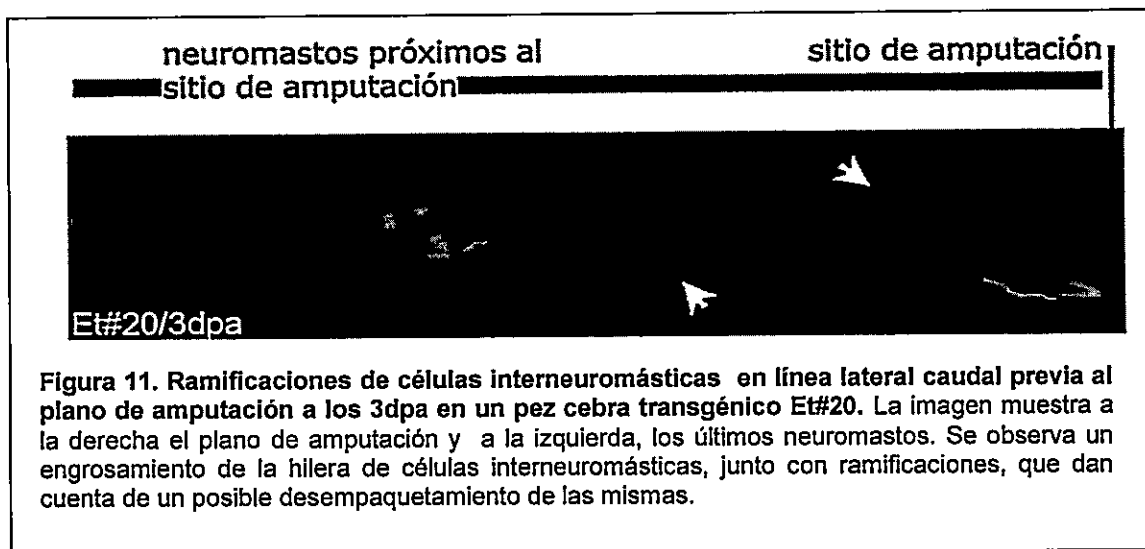 neuromastos próximos al
sitio de amputación
sitio de amputación
Et#20/3dpa
Figura 11. Ramificaciones de células interneuromásticas en línea lateral caudal previa al
plano de amputación a los 3dpa en un pez cebra transgénico Et#20. La imagen muestra a
la derecha el plano de amputación y a la izquierda, los últimos neuromastos. Se observa un
engrosamiento de la hilera de células interneuromásticas, junto con ramificaciones, que dan
cuenta de un posible desempaquetamiento de las mismas.